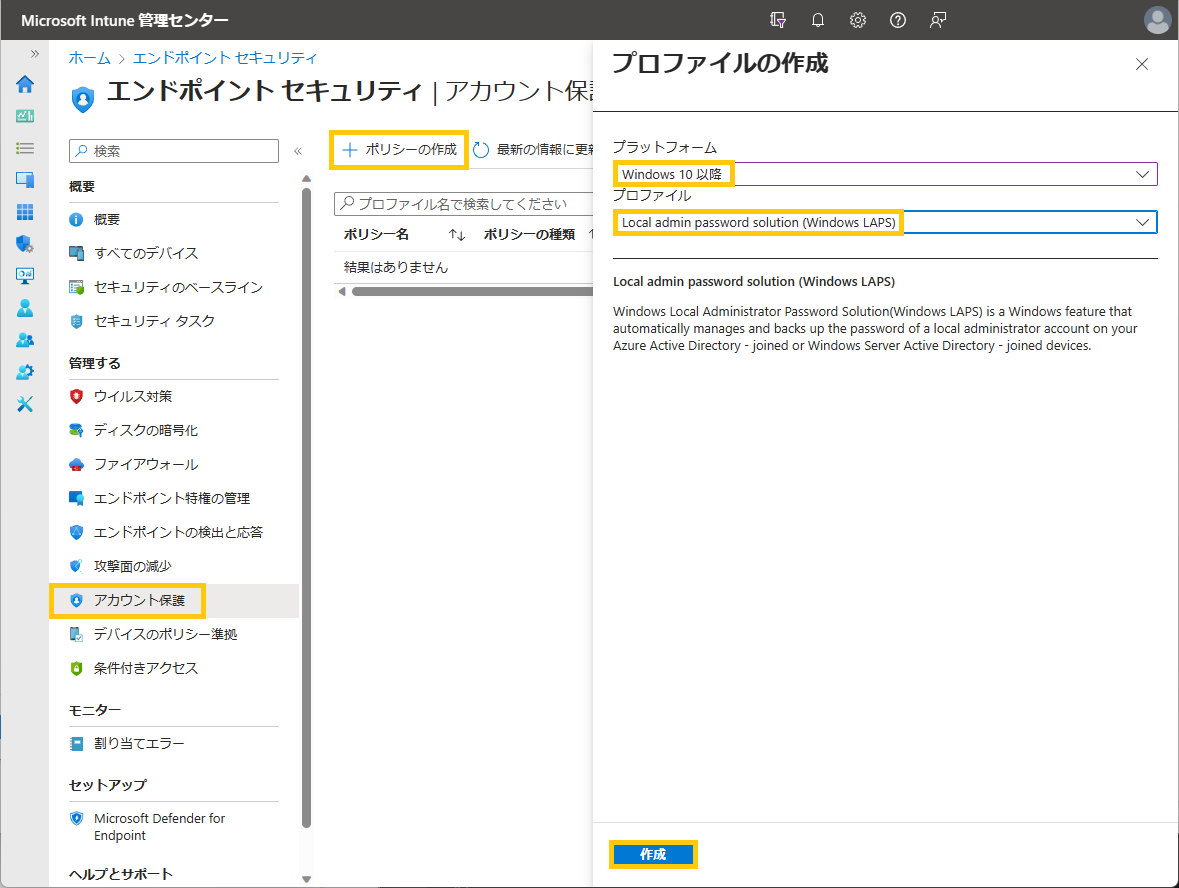 Microsoft Intune 管理センター
ホーム > エンドポイント セキュリティ
エンドポイント セキュリティ | アカウント保
検索
概要
概要
すべてのデバイス
セキュリティのベースライン
セキュリティ タスク
管理する
ウイルス対策
ディスクの暗号化
ファイアウォール
エンドポイント特権の管理
エンドポイントの検出と応答
攻撃面の減少
アカウント保護
デバイスのポリシー準拠
条件付きアクセス
モニター
割り当てエラー
セットアップ
Microsoft Defender for
Endpoint
ヘルプとサポート
ポリシーの作成
最新の情報に更新
プロファイル名で検索してください
ポリシー名 ポリシーの種類
結果はありません
プロファイルの作成
プラットフォーム
Windows 10 以降
プロファイル
Local admin password solution (Windows LAPS)
Local admin password solution (Windows LAPS)
Windows Local Administrator Password Solution(Windows LAPS) is a Windows feature that
automatically manages and backs up the password of a local administrator account on your
Azure Active Directory - joined or Windows Server Active Directory - joined devices.
作成